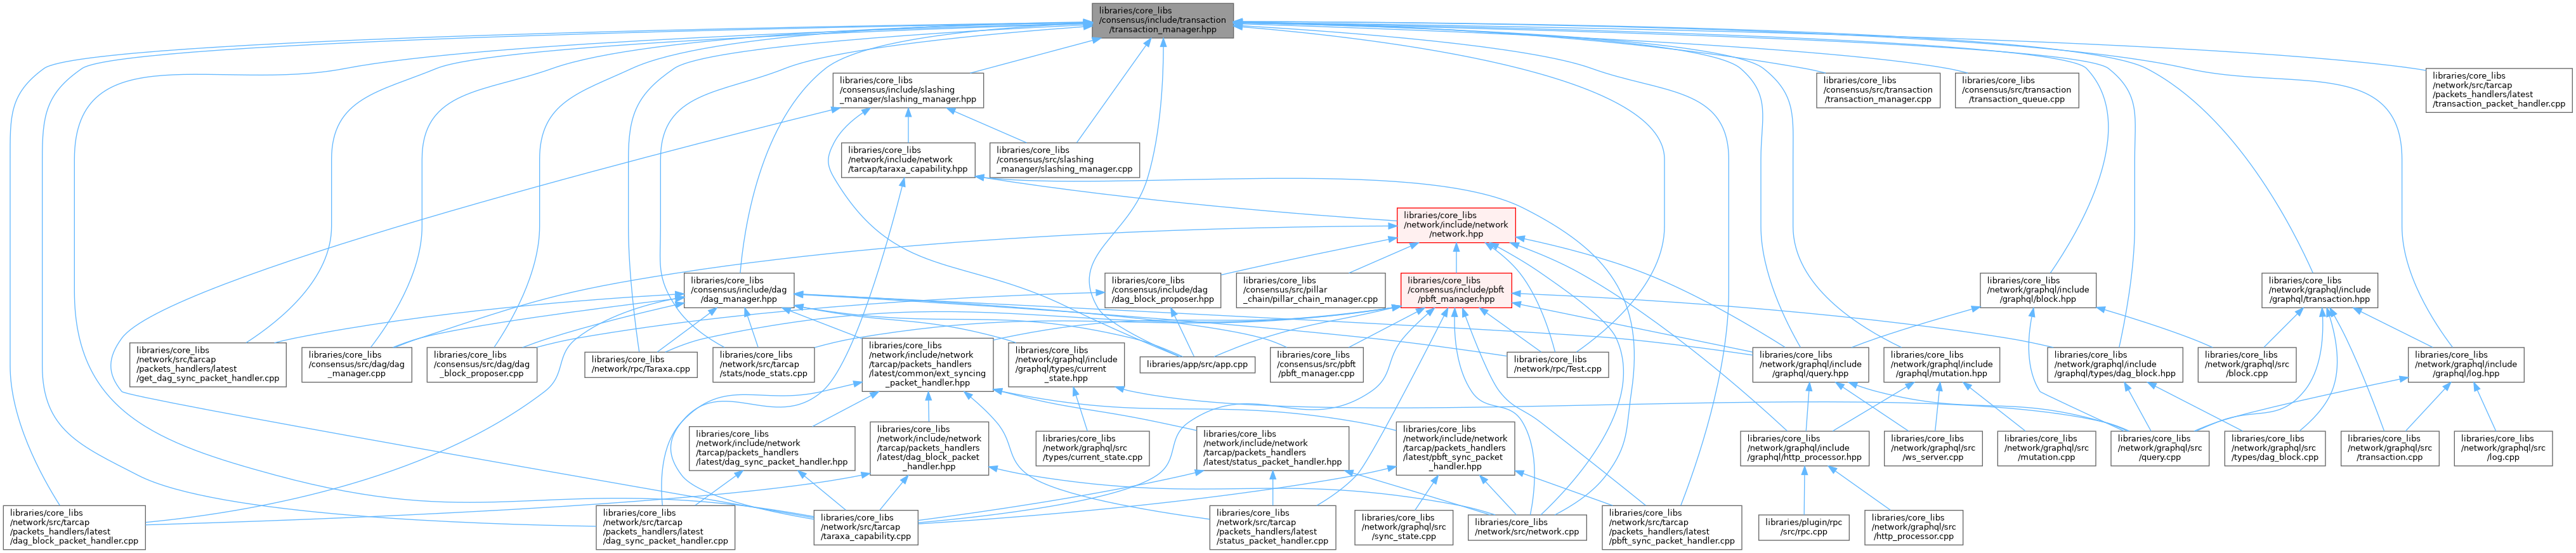 libraries/core_libs
/consensus/include/transaction
/transaction_manager.hpp
libraries/core_libs
/consensus/include/slashing
_manager/slashing_manager.hpp
libraries/core_libs
/consensus/src/transaction
/transaction_manager.cpp
libraries/core_libs
/consensus/src/transaction
/transaction_queue.cpp
libraries/core_libs
/network/src/tarcap
/packets_handlers/latest
/transaction_packet_handler.cpp
libraries/core_libs
/network/include/network
/tarcap/taraxa_capability.hpp
libraries/core_libs
/consensus/src/slashing
_manager/slashing_manager.cpp
libraries/core_libs
/network/include/network
/network.hpp
libraries/core_libs
/consensus/include/dag
/dag_manager.hpp
libraries/core_libs
/consensus/include/dag
/dag_block_proposer.hpp
libraries/core_libs
/consensus/src/pillar
_chain/pillar_chain_manager.cpp
libraries/core_libs
/consensus/include/pbft
/pbft_manager.hpp
libraries/core_libs
/network/graphql/include
/graphql/block.hpp
libraries/core_libs
/network/graphql/include
/graphql/transaction.hpp
libraries/core_libs
/network/src/tarcap
/packets_handlers/latest
/get_dag_sync_packet_handler.cpp
libraries/core_libs
/consensus/src/dag/dag
_manager.cpp
libraries/core_libs
/consensus/src/dag/dag
_block_proposer.cpp
libraries/core_libs
/network/rpc/Taraxa.cpp
libraries/core_libs
/network/src/tarcap
/stats/node_stats.cpp
libraries/core_libs
/network/include/network
/tarcap/packets_handlers
/latest/common/ext_syncing
_packet_handler.hpp
libraries/core_libs
/network/graphql/include
/graphql/types/current
_state.hpp
libraries/app/src/app.cpp
libraries/core_libs
/consensus/src/pbft
/pbft_manager.cpp
libraries/core_libs
/network/rpc/Test.cpp
libraries/core_libs
/network/graphql/include
/graphql/query.hpp
libraries/core_libs
/network/graphql/include
/graphql/mutation.hpp
libraries/core_libs
/network/graphql/include
/graphql/types/dag_block.hpp
libraries/core_libs
/network/graphql/src
/block.cpp
libraries/core_libs
/network/graphql/include
/graphql/log.hpp
libraries/core_libs
/network/include/network
/tarcap/packets_handlers
/latest/dag_sync_packet_handler.hpp
libraries/core_libs
/network/include/network
/tarcap/packets_handlers
/latest/dag_block_packet
_handler.hpp
libraries/core_libs
/network/graphql/src
/types/current_state.cpp
libraries/core_libs
/network/include/network
/tarcap/packets_handlers
/latest/status_packet_handler.hpp
libraries/core_libs
/network/include/network
/tarcap/packets_handlers
/latest/pbft_sync_packet
_handler.hpp
libraries/core_libs
/network/graphql/include
/graphql/http_processor.hpp
libraries/core_libs
/network/graphql/src
/ws_server.cpp
libraries/core_libs
/network/graphql/src
/mutation.cpp
libraries/core_libs
/network/graphql/src
/query.cpp
libraries/core_libs
/network/graphql/src
/types/dag_block.cpp
libraries/core_libs
/network/graphql/src
/transaction.cpp
libraries/core_libs
/network/graphql/src
/log.cpp
libraries/core_libs
/network/src/tarcap
/packets_handlers/latest
/dag_block_packet_handler.cpp
libraries/core_libs
/network/src/tarcap
/packets_handlers/latest
/dag_sync_packet_handler.cpp
libraries/core_libs
/network/src/tarcap
/taraxa_capability.cpp
libraries/core_libs
/network/src/tarcap
/packets_handlers/latest
/status_packet_handler.cpp
libraries/core_libs
/network/graphql/src
/sync_state.cpp
libraries/core_libs
/network/src/network.cpp
libraries/core_libs
/network/src/tarcap
/packets_handlers/latest
/pbft_sync_packet_handler.cpp
libraries/plugin/rpc
/src/rpc.cpp
libraries/core_libs
/network/graphql/src
/http_processor.cpp